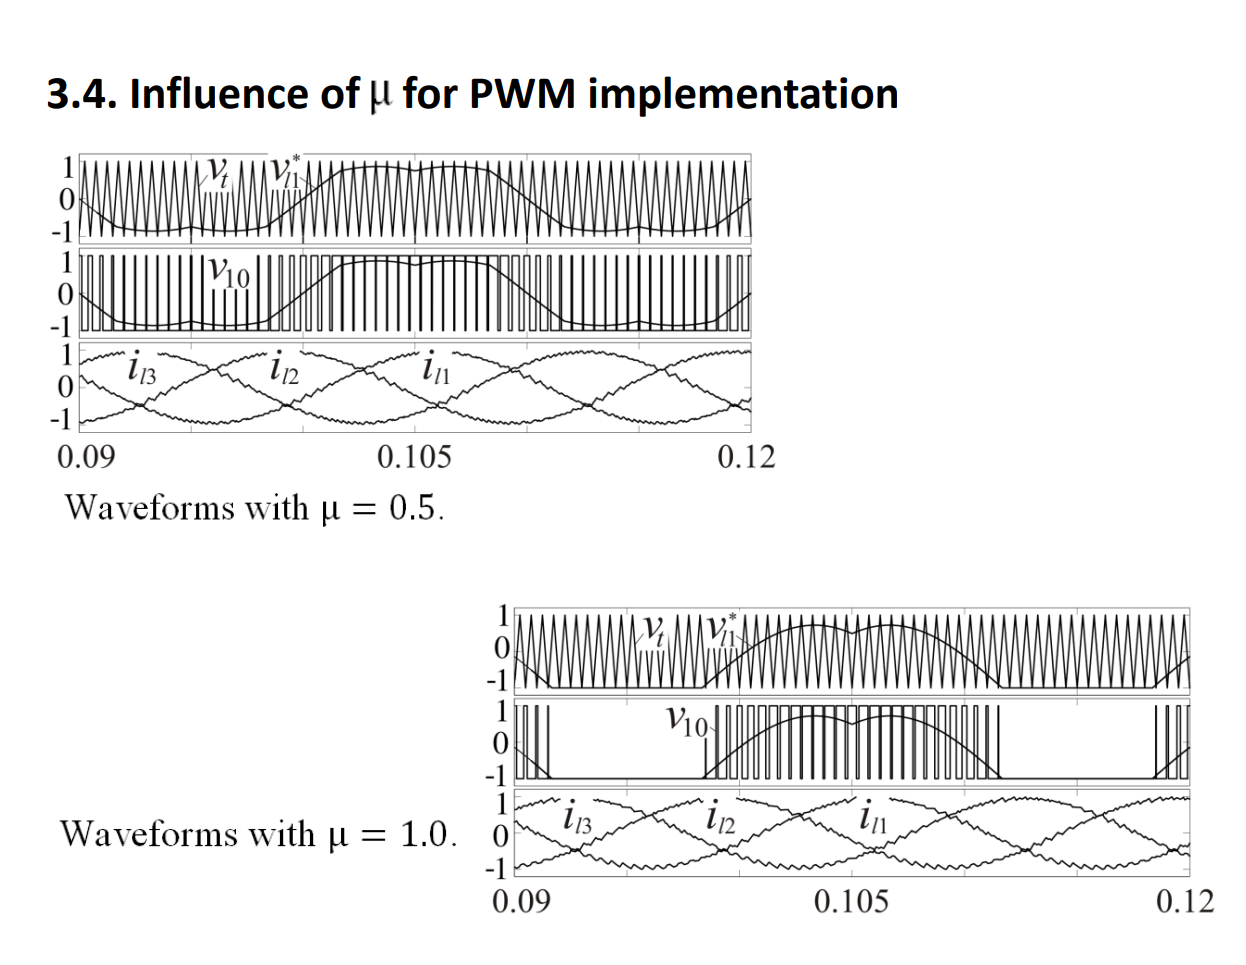 3.4. Influence of μ for PWM implementation
1
0
-1
v_t
v*_l1
1
0
-1
v_10
1
0
-1
i_l3
i_l2
i_l1
0.09
0.105
0.12
Waveforms with μ = 0.5.
1
0
-1
v_t
v*_l1
1
0
-1
v_10
1
0
-1
i_l3
i_l2
i_l1
Waveforms with μ = 1.0.
0.09
0.105
0.12